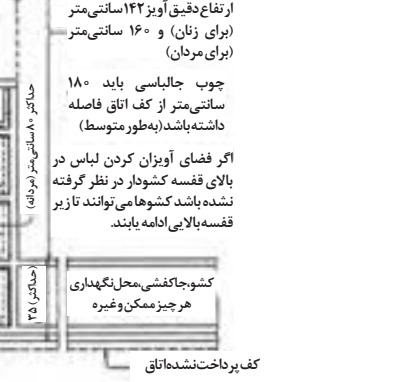 ارتفاع دقیق آویز ۱۴۲ سانتی‌متر
(برای زنان) و ۱۶۰ سانتی‌متر
(برای مردان)
چوب جالباسی باید ۱۸۰
سانتی‌متر از کف اتاق فاصله
داشته باشد (به‌طور متوسط)
اگر فضای آویزان کردن لباس در
بالای قفسه کشودار در نظر گرفته
نشده باشد کشوها می‌توانند تا زیر
قفسه بالایی ادامه یابند.
حداکثر ۸۰ سانتی‌متر (مردانه)
(حداکثر) ۳۵
کشو، جاکفشی، محل نگهداری
هر چیز ممکن و غیره
کف پرداخت نشده اتاق